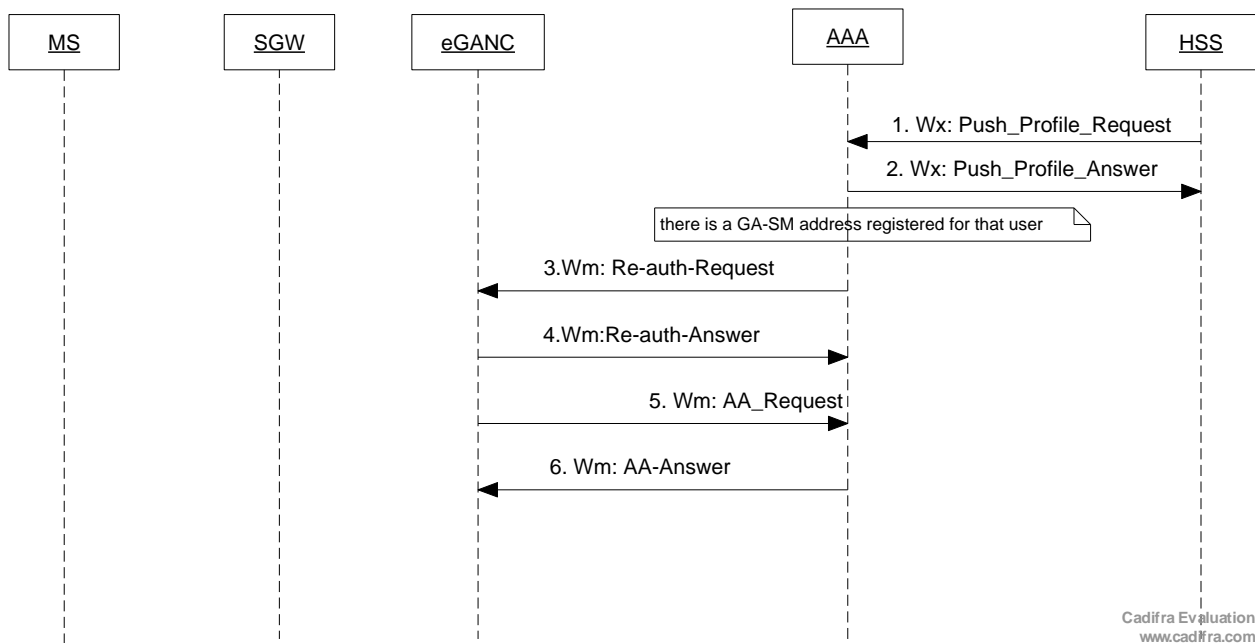 MS
SGW
eGANC
AAA
HSS
1. Wx: Push_Profile_Request
2. Wx: Push_Profile_Answer
there is a GA-SM address registered for that user
3.Wm: Re-auth-Request
4.Wm:Re-auth-Answer
5. Wm: AA_Request
6. Wm: AA-Answer
Cadifra Evaluation
www.cadifra.com